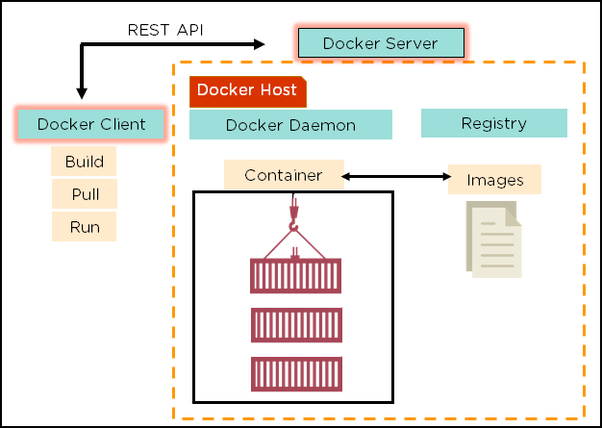 REST API
Docker Server
Docker Host
Docker Client
Docker Daemon
Registry
Build
Pull
Run
Container
Images